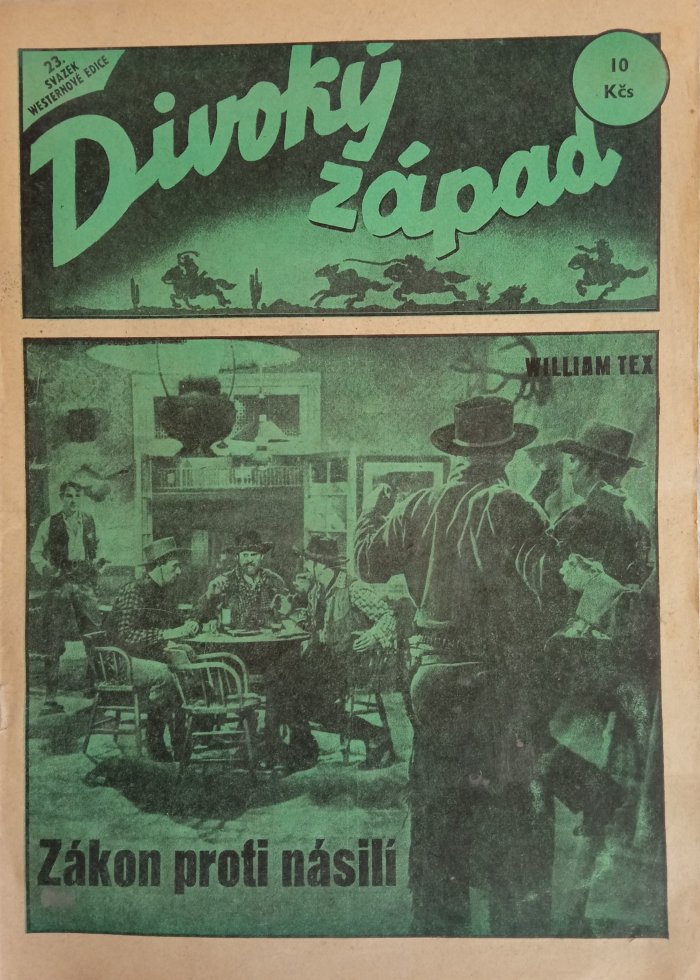 23.
SVAZEK
WESTERNOVÉ EDICE
Divoký
západ
10
Kčs
WILLIAM TEX
Zákon proti násilí